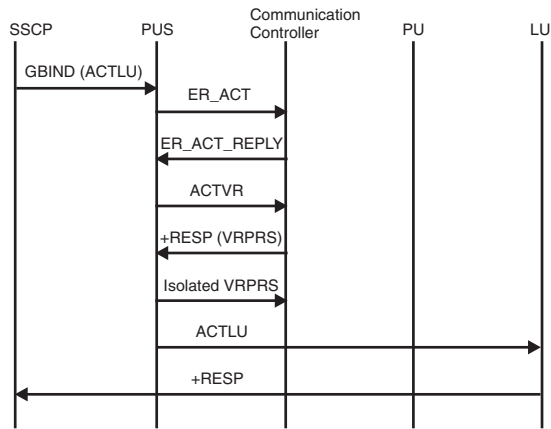 SSCP
PUS
Communication
Controller
PU
LU
GBIND (ACTLU)
ER_ACT
ER_ACT_REPLY
ACTVR
+RESP (VRPRS)
Isolated VRPRS
ACTLU
+RESP